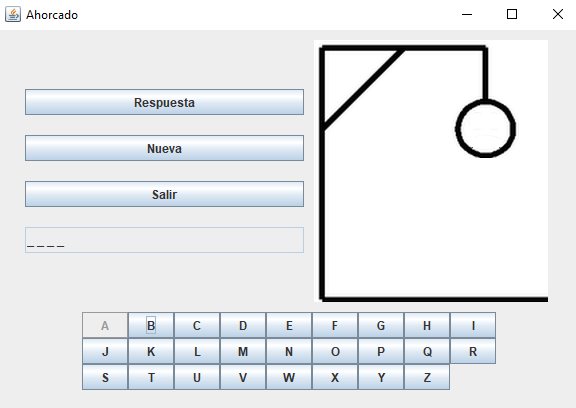 Ahorcado
Respuesta
Nueva
Salir
_ _ _ _
A B C D E F G H I
J K L M N O P Q R
S T U V W X Y Z